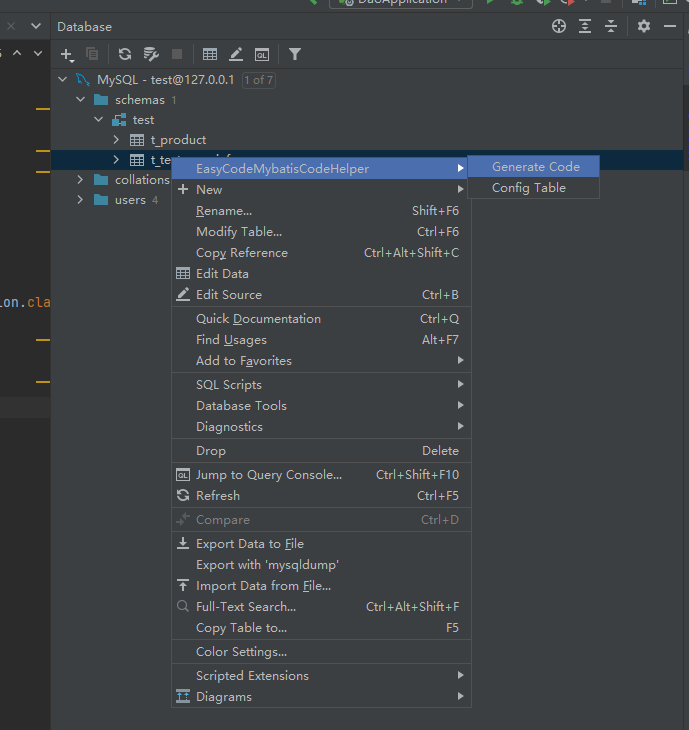 DaoApplication
Database
MySQL - test@127.0.0.1 1 of 7
schemas 1
test
t_product
EasyCodeMybatisCodeHelper
Generate Code
collations
New
Config Table
users 4
Rename... Shift+F6
Modify Table... Ctrl+F6
Copy Reference Ctrl+Alt+Shift+C
Edit Data
ion.cla
Edit Source Ctrl+B
Quick Documentation Ctrl+Q
Find Usages Alt+F7
Add to Favorites
SQL Scripts
Database Tools
Diagnostics
Drop Delete
QL Jump to Query Console... Ctrl+Shift+F10
Refresh Ctrl+F5
Compare Ctrl+D
Export Data to File
Export with 'mysqldump'
Import Data from File...
Full-Text Search... Ctrl+Alt+Shift+F
Copy Table to... F5
Color Settings...
Scripted Extensions
Diagrams